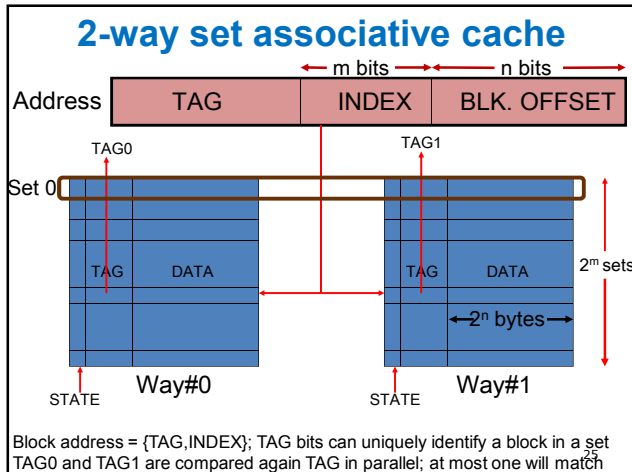 2-way set associative cache
m bits n bits
Address TAG INDEX BLK. OFFSET
TAG0 TAG1
Set 0
TAG DATA TAG DATA 2ᵐ sets
2ⁿ bytes
Way#0 Way#1
STATE STATE
Block address = {TAG,INDEX}; TAG bits can uniquely identify a block in a set
25
TAG0 and TAG1 are compared again TAG in parallel; at most one will match